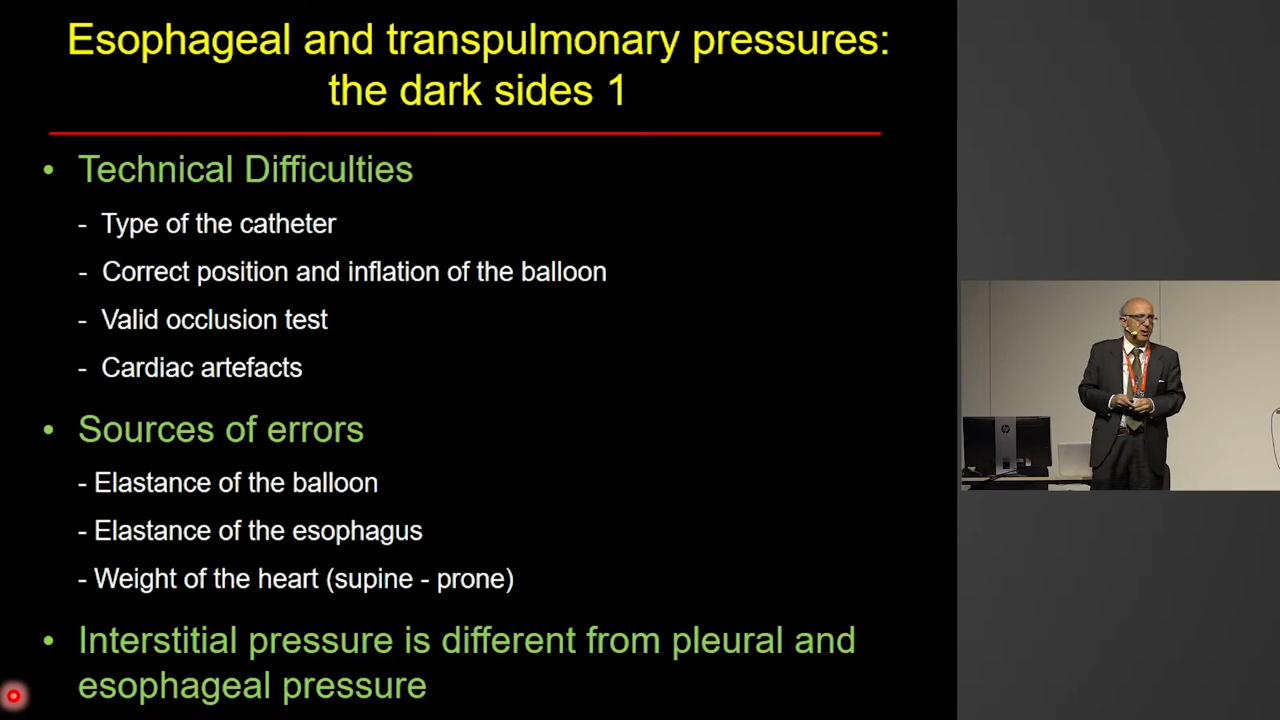 Esophageal and transpulmonary pressures:
the dark sides 1
• Technical Difficulties
- Type of the catheter
- Correct position and inflation of the balloon
- Valid occlusion test
- Cardiac artefacts
• Sources of errors
- Elastance of the balloon
- Elastance of the esophagus
- Weight of the heart (supine - prone)
• Interstitial pressure is different from pleural and
esophageal pressure